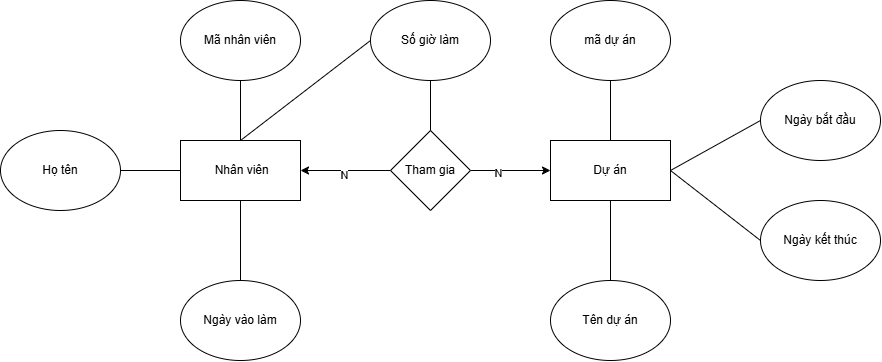 Mã nhân viên
Số giờ làm
mã dự án
Ngày bắt đầu
Họ tên
Nhân viên
N
Tham gia
N
Dự án
Ngày kết thúc
Ngày vào làm
Tên dự án